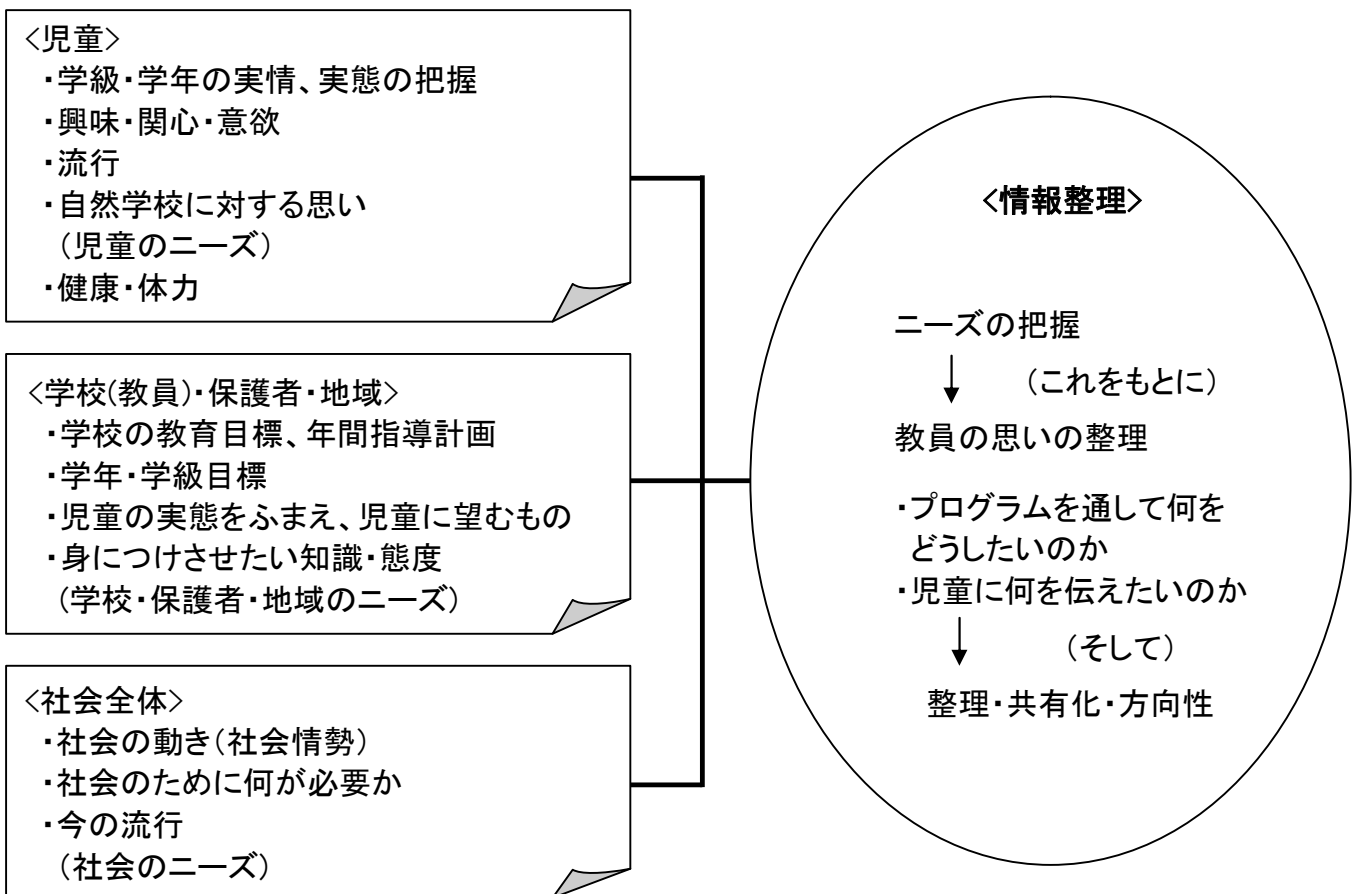 <児童>
・学級・学年の実情、実態の把握
・興味・関心・意欲
・流行
・自然学校に対する思い
(児童のニーズ)
・健康・体力
<学校(教員)・保護者・地域>
・学校の教育目標、年間指導計画
・学年・学級目標
・児童の実態をふまえ、児童に望むもの
・身につけさせたい知識・態度
(学校・保護者・地域のニーズ)
<社会全体>
・社会の動き(社会情勢)
・社会のために何が必要か
・今の流行
(社会のニーズ)
<情報整理>
ニーズの把握
(これをもとに)
教員の思いの整理
・プログラムを通して何を
どうしたいのか
・児童に何を伝えたいのか
(そして)
整理・共有化・方向性